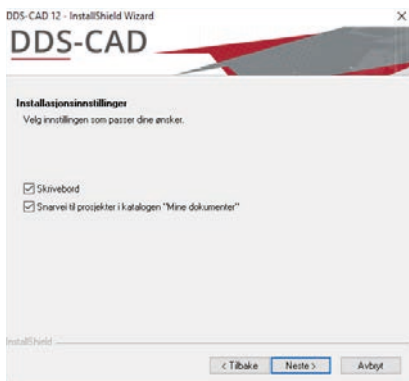 DDS-CAD 12 - InstallShield Wizard
DDS-CAD
Installasjonsinnstillinger
Velg innstillingen som passer dine ønsker.
Skrivebord
Snarvei til prosjekter i katalogen "Mine dokumenter"
InstallShield
< Tilbake
Neste >
Avbryt